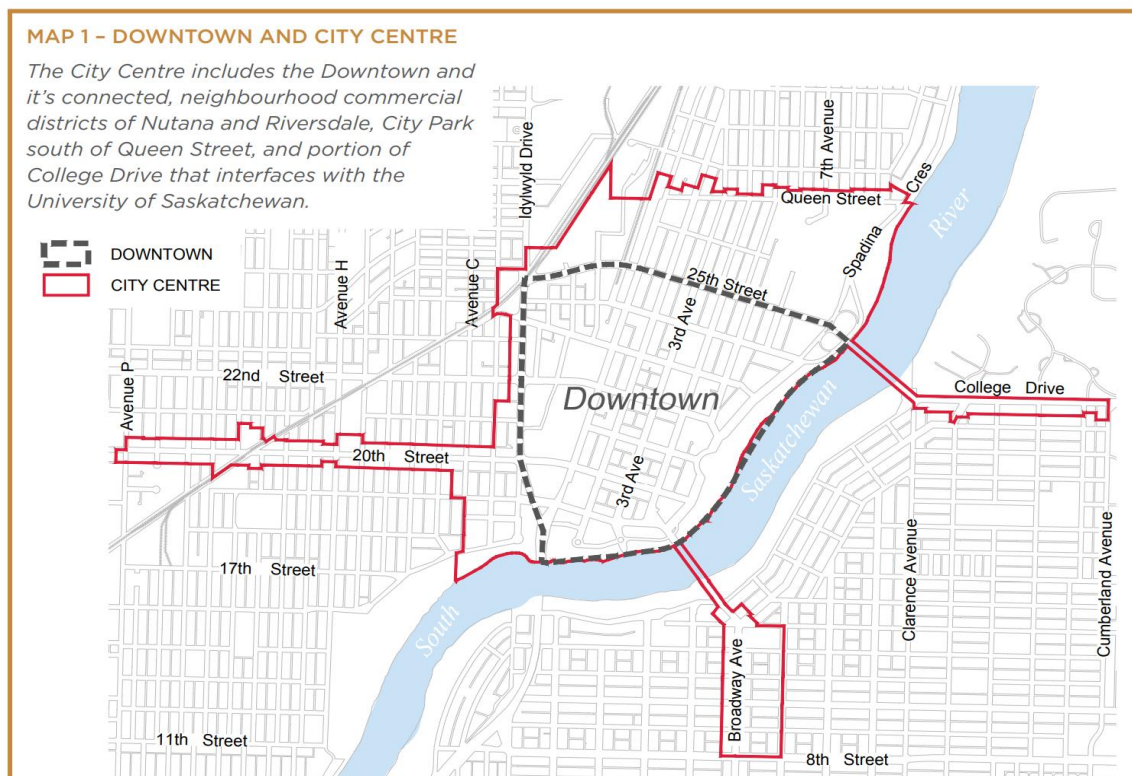 MAP 1 – DOWNTOWN AND CITY CENTRE
The City Centre includes the Downtown and
it's connected, neighbourhood commercial
districts of Nutana and Riversdale, City Park
south of Queen Street, and portion of
College Drive that interfaces with the
University of Saskatchewan.
DOWNTOWN
CITY CENTRE
Idylwyld Drive
7th Avenue
Cres
Queen Street
River
Spadina
Avenue H
Avenue C
25th Street
3rd Ave
Avenue P
22nd Street
Downtown
College Drive
20th Street
Saskatchewan
3rd Ave
17th Street
Clarence Avenue
Cumberland Avenue
South
Broadway Ave
11th Street
8th Street